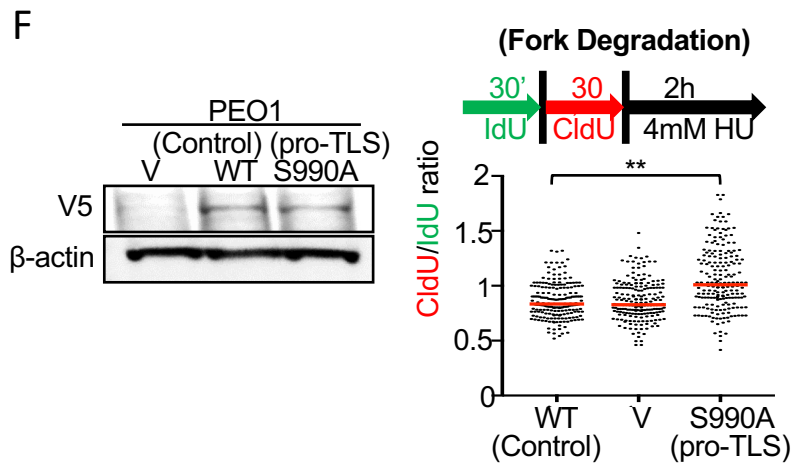 F
PEO1
(Control) (pro-TLS)
V WT S990A
V5
β-actin
(Fork Degradation)
30’ 30 2h
IdU CldU 4mM HU
CldU/IdU ratio
**
2
1.5
1
0.5
0
WT V S990A
(Control) (pro-TLS)